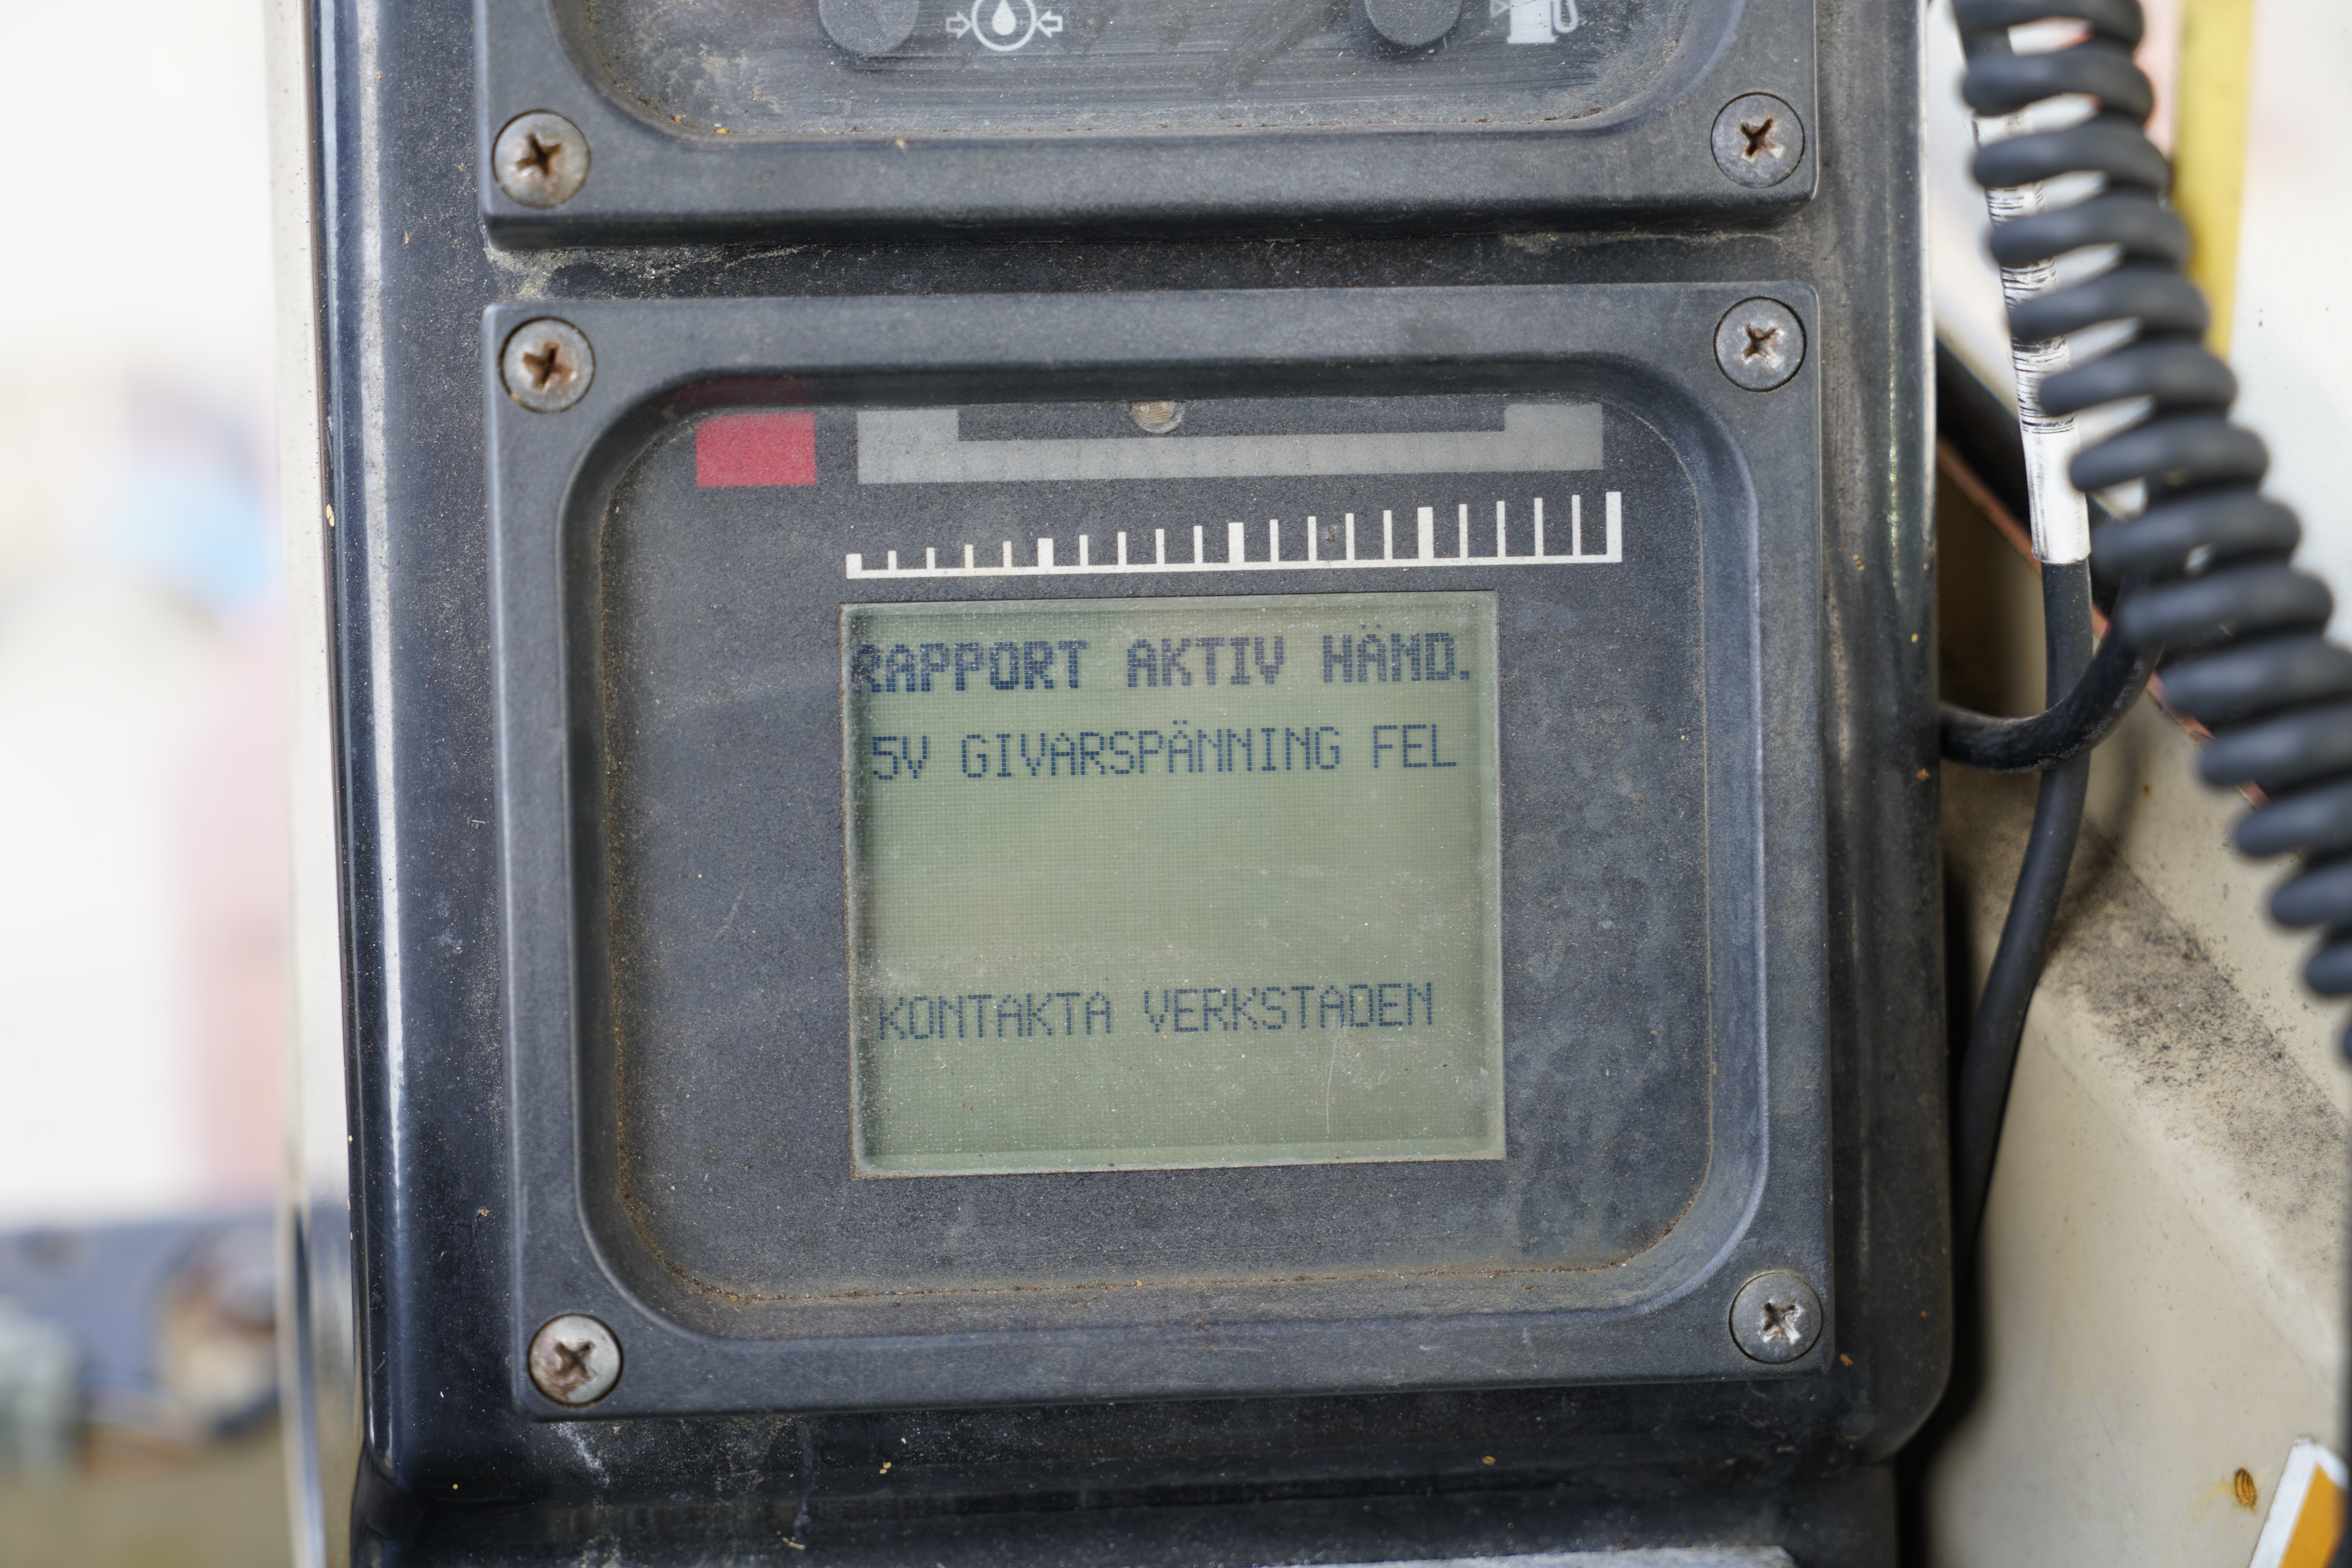 RAPPORT AKTIV HÄND.
5V GIVARSPÄNNING FEL
KONTAKTA VERKSTADEN